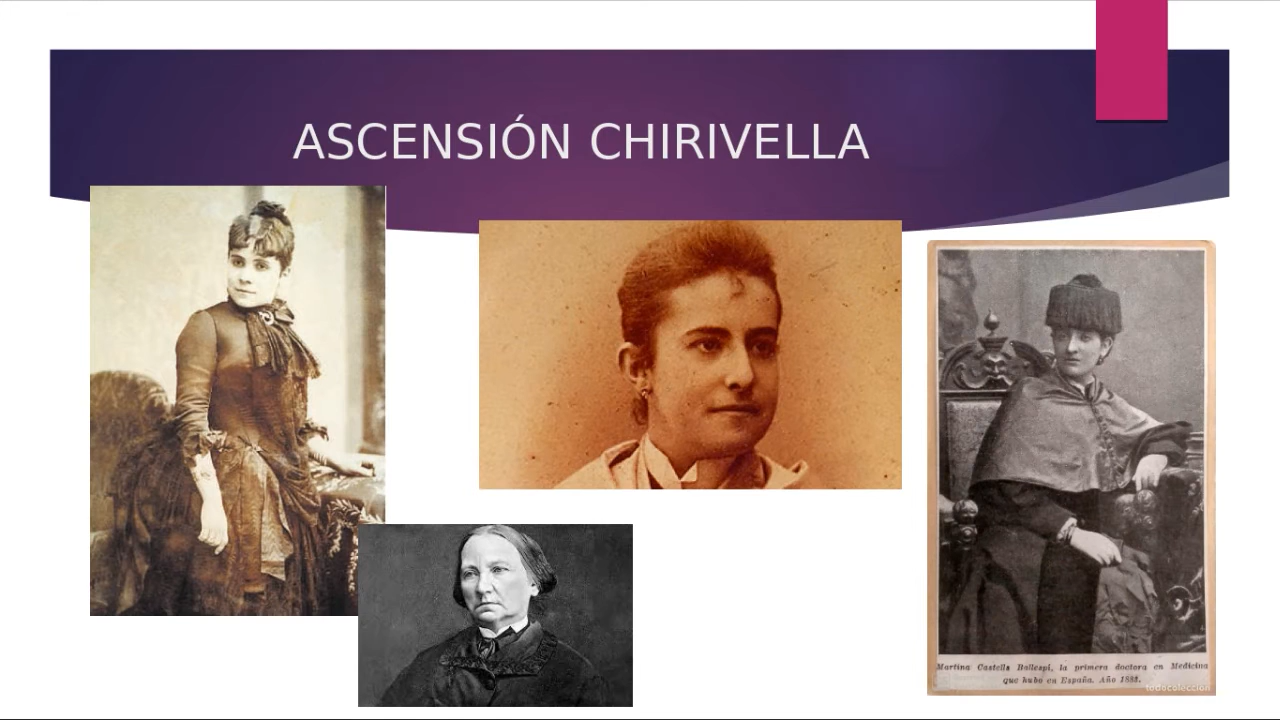 ASCENSIÓN CHIRIVELLA
Martina Castells Ballespí, la primera doctora en Medicina
que hubo en España. Año 1882.
todocoleccion